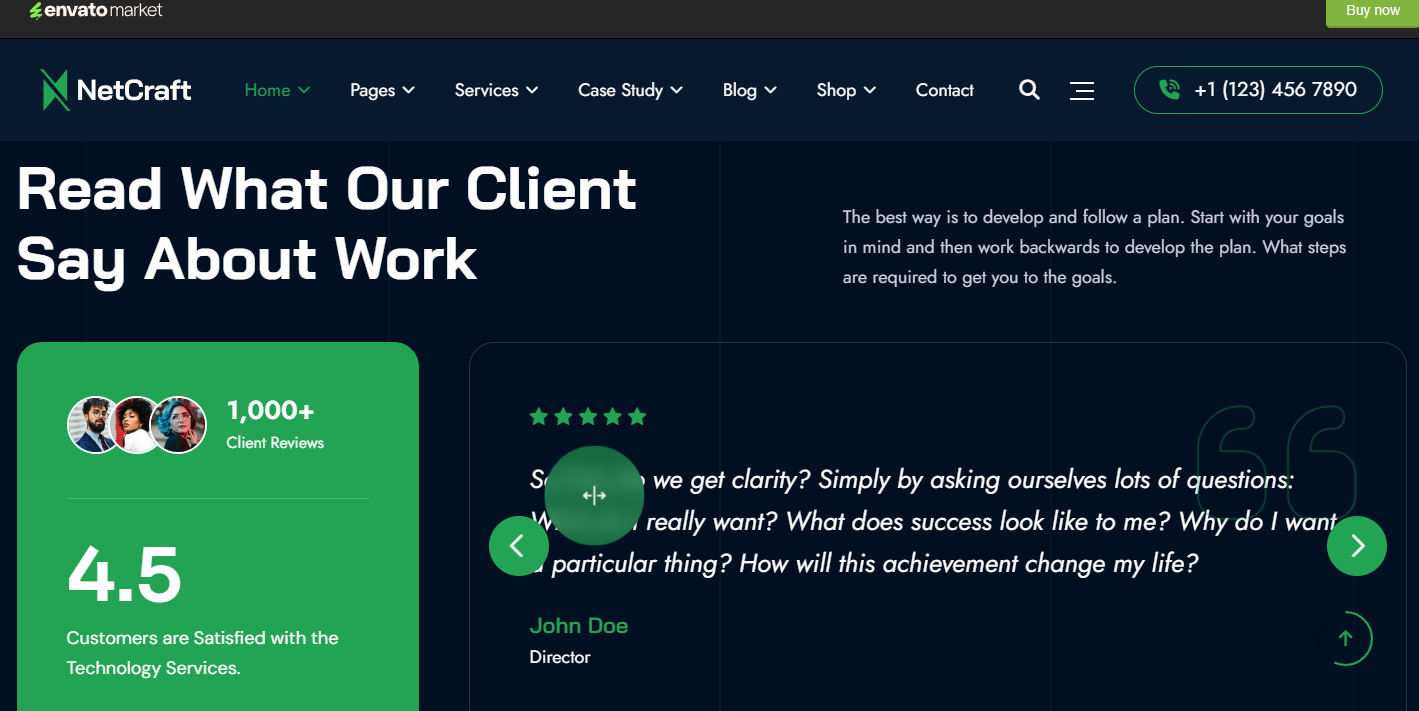 envato market
Buy now
NetCraft
Home
Pages
Services
Case Study
Blog
Shop
Contact
+1 (123) 456 7890
Read What Our Client
Say About Work
The best way is to develop and follow a plan. Start with your goals
in mind and then work backwards to develop the plan. What steps
are required to get you to the goals.
1,000+
Client Reviews
4.5
Customers are Satisfied with the
Technology Services.
we get clarity? Simply by asking ourselves lots of questions:
really want? What does success look like to me? Why do I want
particular thing? How will this achievement change my life?
John Doe
Director